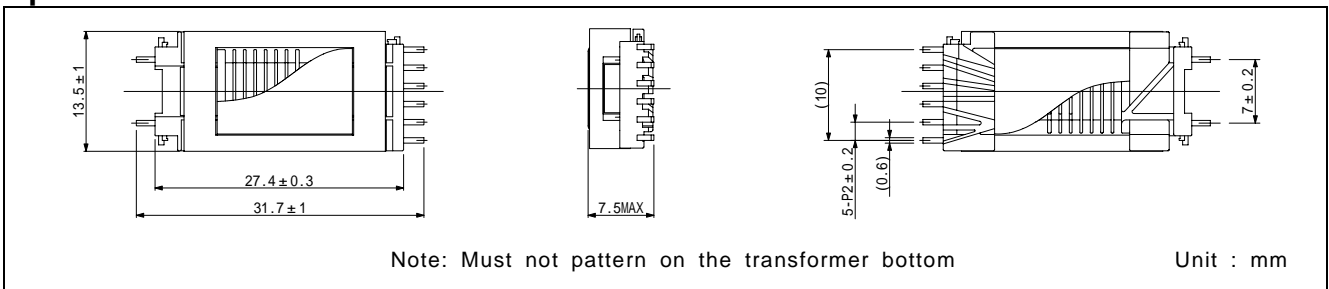 13.5±1
27.4±0.3
31.7±1
7.5MAX
(10)
5-P2±0.2
(0.6)
7±0.2
Note: Must not pattern on the transformer bottom
Unit : mm